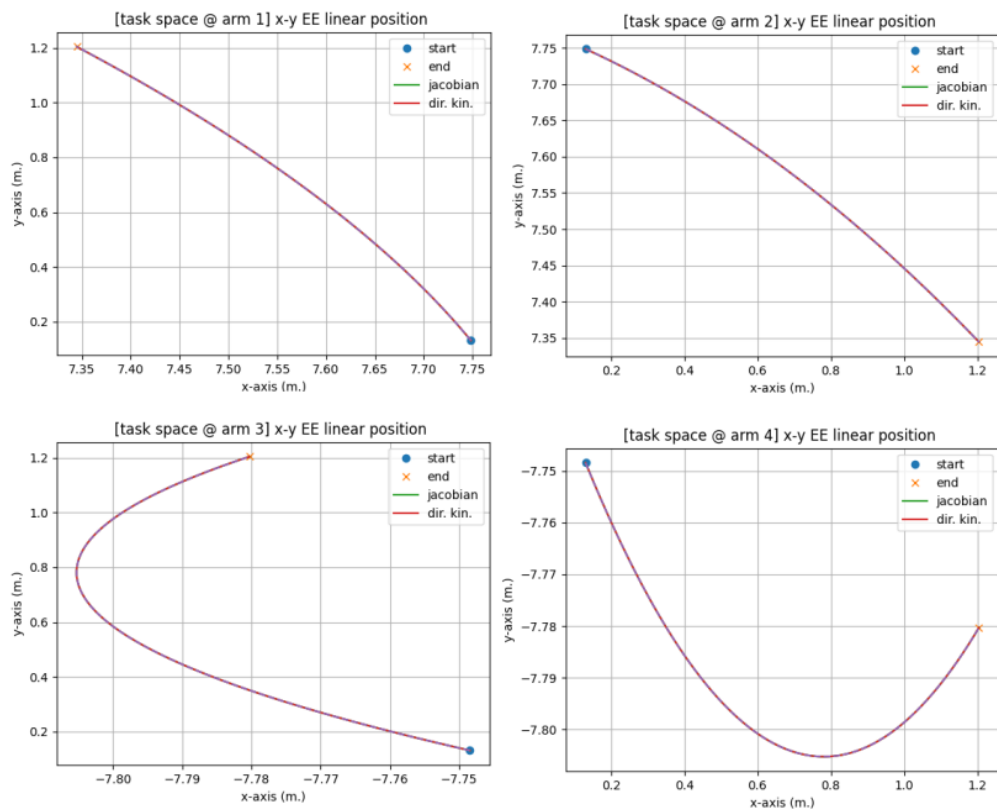 [task space @ arm 1] x-y EE linear position
1.2
1.0
0.8
0.6
0.4
0.2
y-axis (m.)
start
end
jacobian
dir. kin.
7.35 7.40 7.45 7.50 7.55 7.60 7.65 7.70 7.75
x-axis (m.)
[task space @ arm 2] x-y EE linear position
7.75
7.70
7.65
7.60
7.55
7.50
7.45
7.40
7.35
y-axis (m.)
start
end
jacobian
dir. kin.
0.2 0.4 0.6 0.8 1.0 1.2
x-axis (m.)
[task space @ arm 3] x-y EE linear position
1.2
1.0
0.8
0.6
0.4
0.2
y-axis (m.)
start
end
jacobian
dir. kin.
−7.80 −7.79 −7.78 −7.77 −7.76 −7.75
x-axis (m.)
[task space @ arm 4] x-y EE linear position
−7.75
−7.76
−7.77
−7.78
−7.79
−7.80
y-axis (m.)
start
end
jacobian
dir. kin.
0.2 0.4 0.6 0.8 1.0 1.2
x-axis (m.)